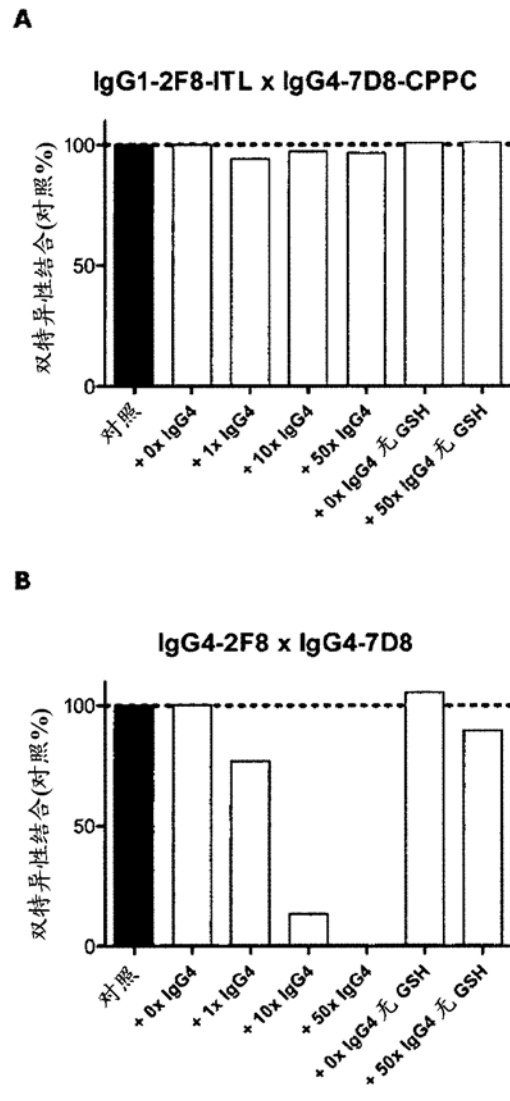 A
IgG1-2F8-ITL x IgG4-7D8-CPPC
双特异性结合(对照%)
100
50
0
对照
+ 0x IgG4
+ 1x IgG4
+ 10x IgG4
+ 50x IgG4
+ 0x IgG4 无 GSH
+ 50x IgG4 无 GSH
B
IgG4-2F8 x IgG4-7D8
双特异性结合(对照%)
100
50
0
对照
+ 0x IgG4
+ 1x IgG4
+ 10x IgG4
+ 50x IgG4
+ 0x IgG4 无 GSH
+ 50x IgG4 无 GSH